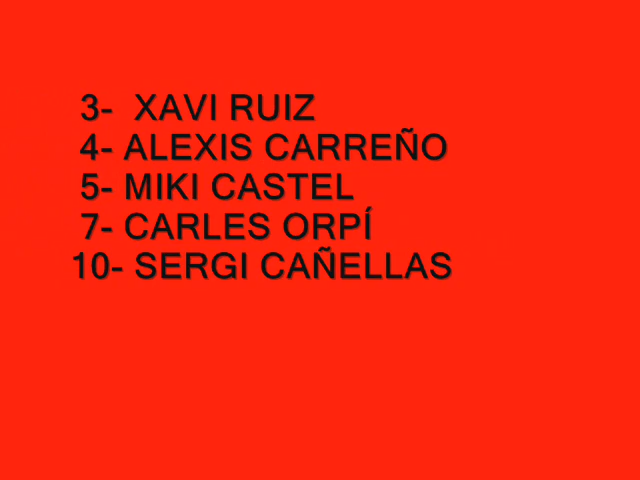 3- XAVI RUIZ
4- ALEXIS CARREÑO
5- MIKI CASTEL
7- CARLES ORPÍ
10- SERGI CAÑELLAS